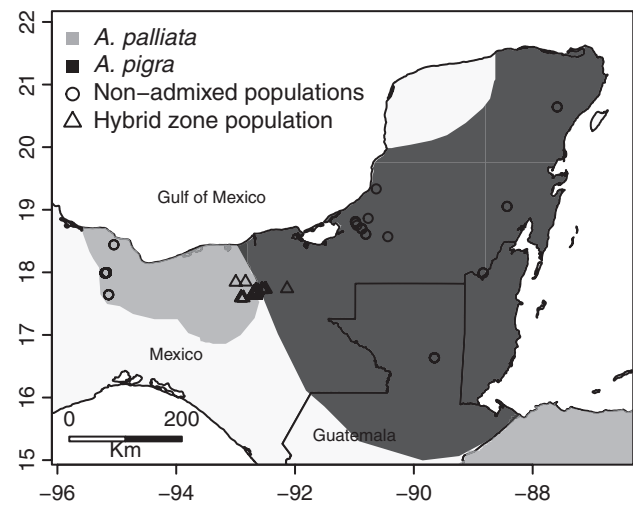 22
21
20
19
18
17
16
15
A. palliata
A. pigra
Non−admixed populations
Hybrid zone population
Gulf of Mexico
Mexico
Guatemala
0 200
Km
−96 −94 −92 −90 −88